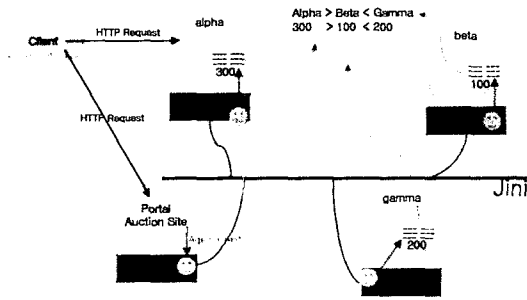 alpha
Alpha > Beta < Gamma
300 > 100 < 200
beta
Client
HTTP Request
300
100
HTTP Request
Jini
gamma
Portal
Auction Site
200